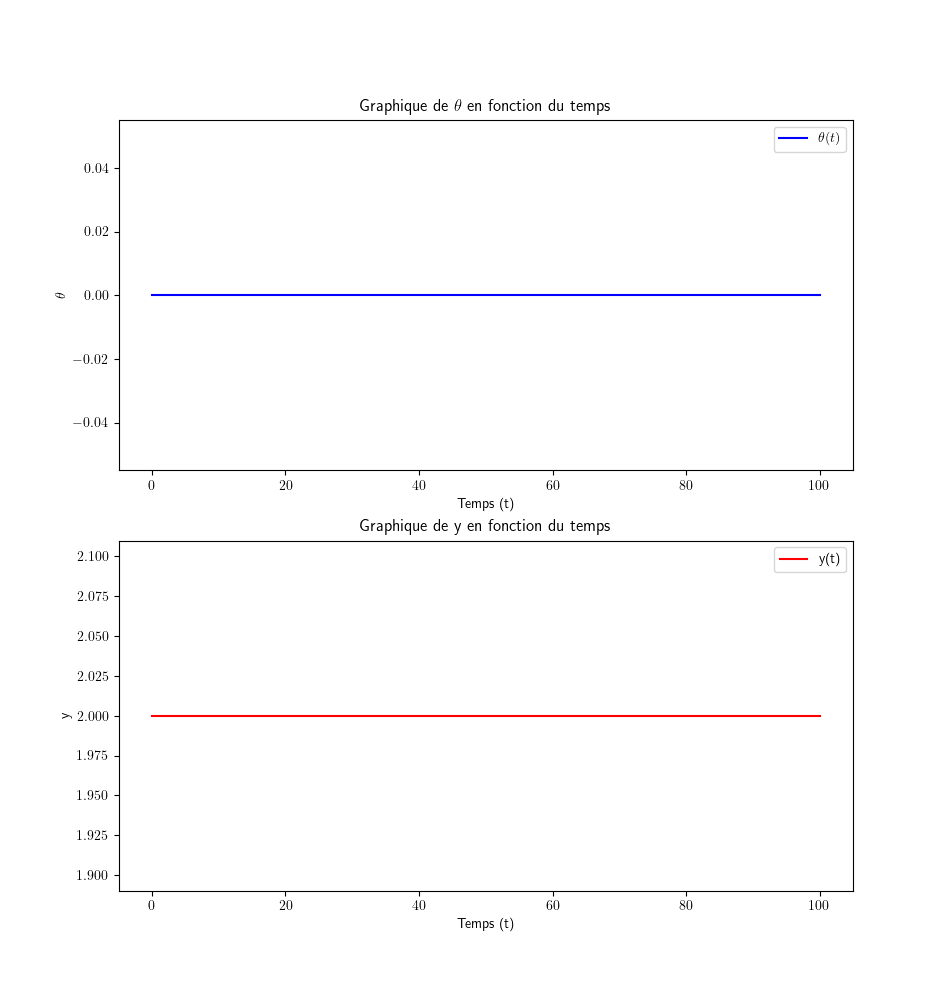 Graphique de θ en fonction du temps
θ(t)
0.04
0.02
0.00
−0.02
−0.04
θ
0 20 40 60 80 100
Temps (t)
Graphique de y en fonction du temps
y(t)
2.100
2.075
2.050
2.025
2.000
1.975
1.950
1.925
1.900
y
0 20 40 60 80 100
Temps (t)